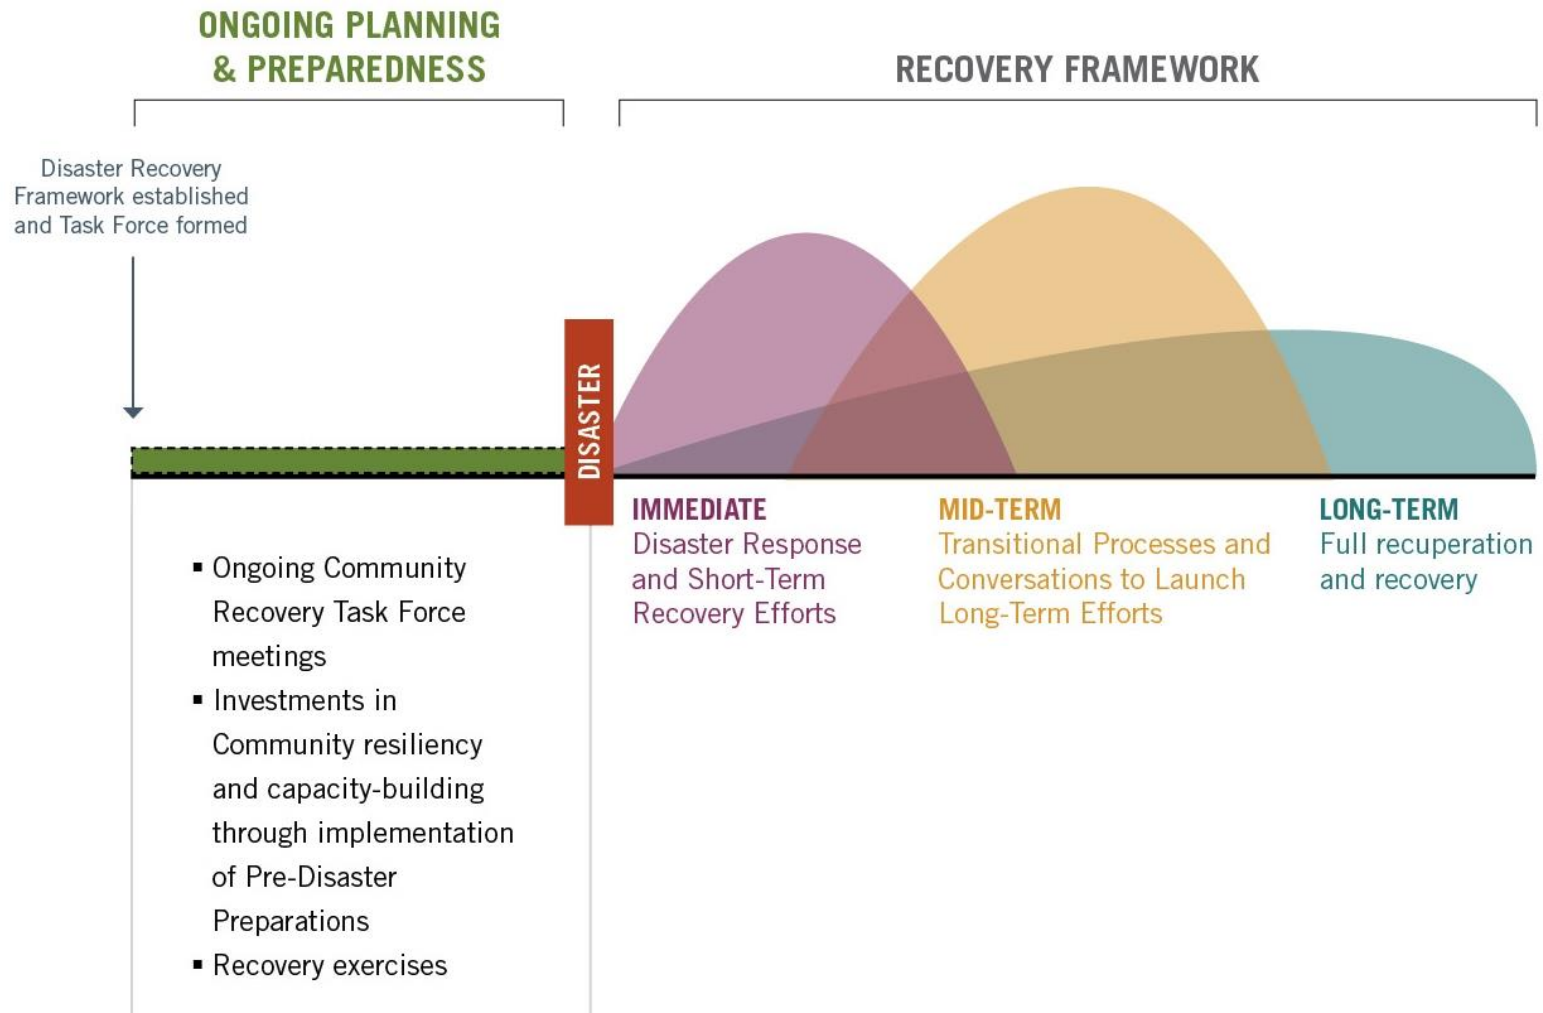 ONGOING PLANNING
& PREPAREDNESS
RECOVERY FRAMEWORK
Disaster Recovery
Framework established
and Task Force formed
DISASTER
IMMEDIATE
Disaster Response
and Short-Term
Recovery Efforts
MID-TERM
Transitional Processes and
Conversations to Launch
Long-Term Efforts
LONG-TERM
Full recuperation
and recovery
▪ Ongoing Community
Recovery Task Force
meetings
▪ Investments in
Community resiliency
and capacity-building
through implementation
of Pre-Disaster
Preparations
▪ Recovery exercises